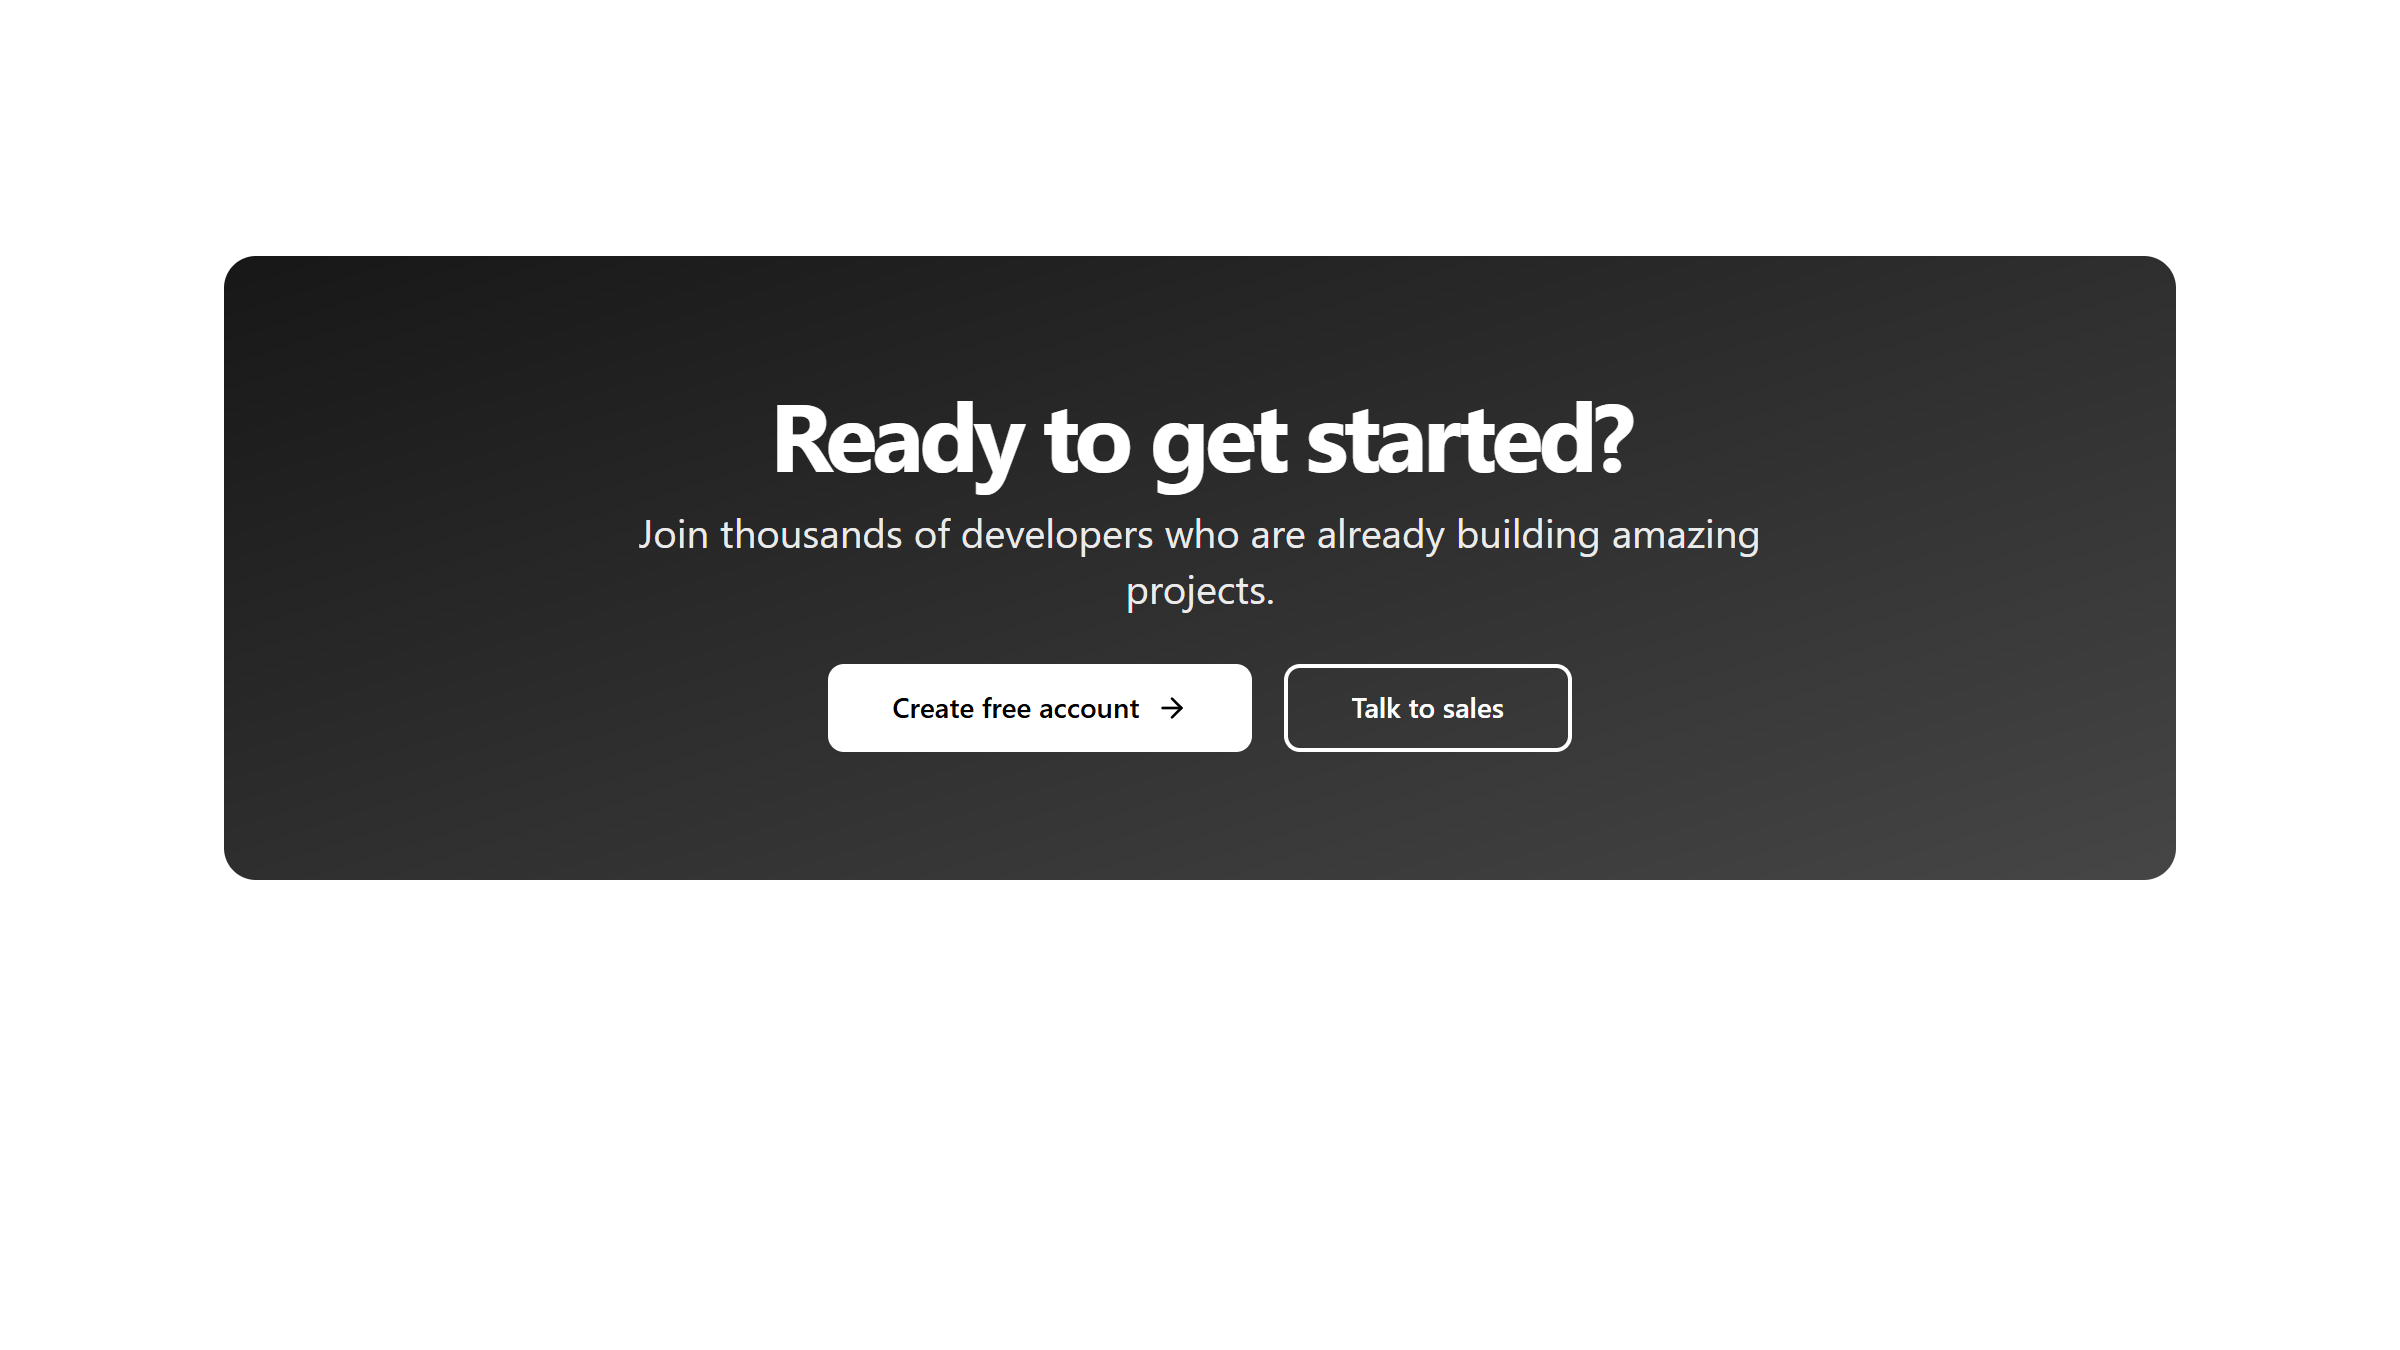 Ready to get started?
Join thousands of developers who are already building amazing
projects.
Create free account
Talk to sales